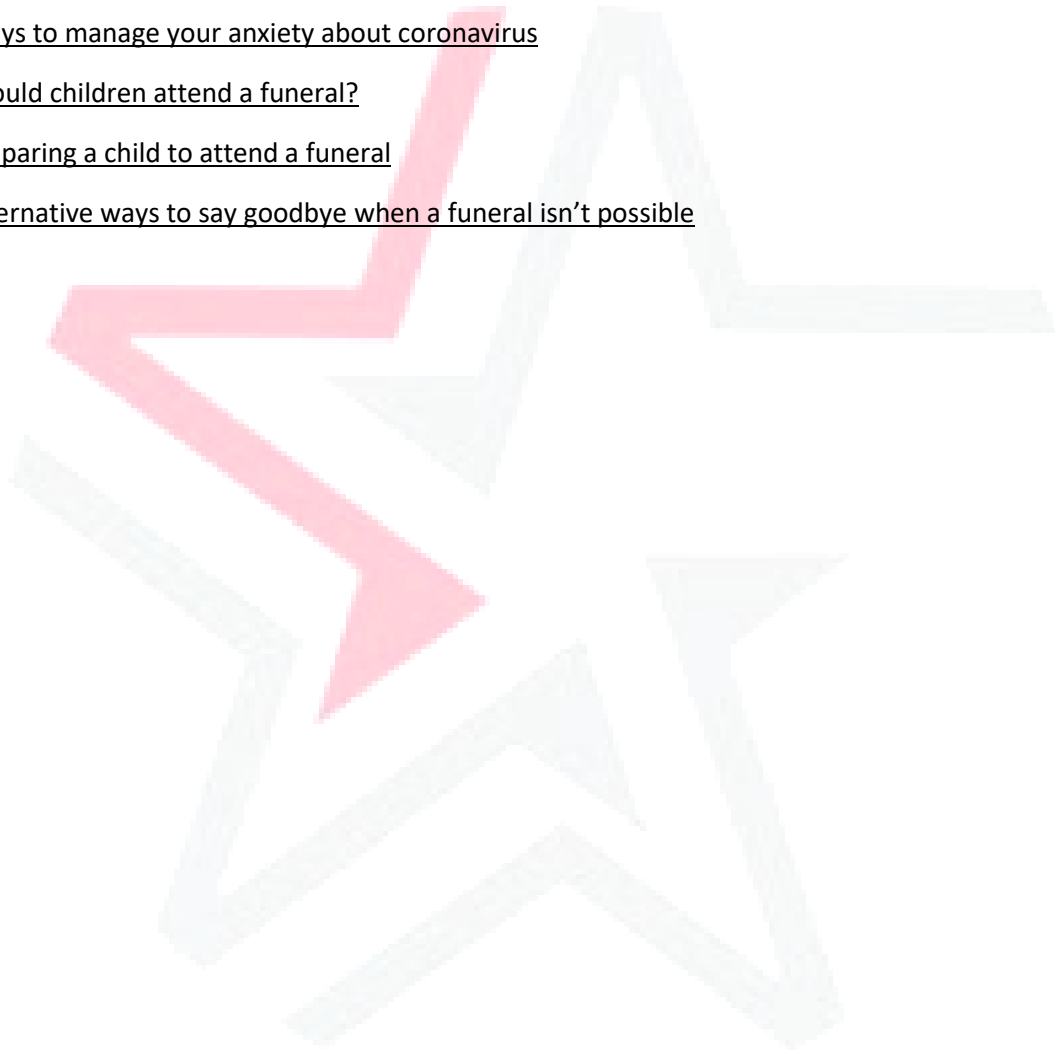 ys to manage your anxiety about coronavirus
ould children attend a funeral?
paring a child to attend a funeral
ernative ways to say goodbye when a funeral isn’t possible